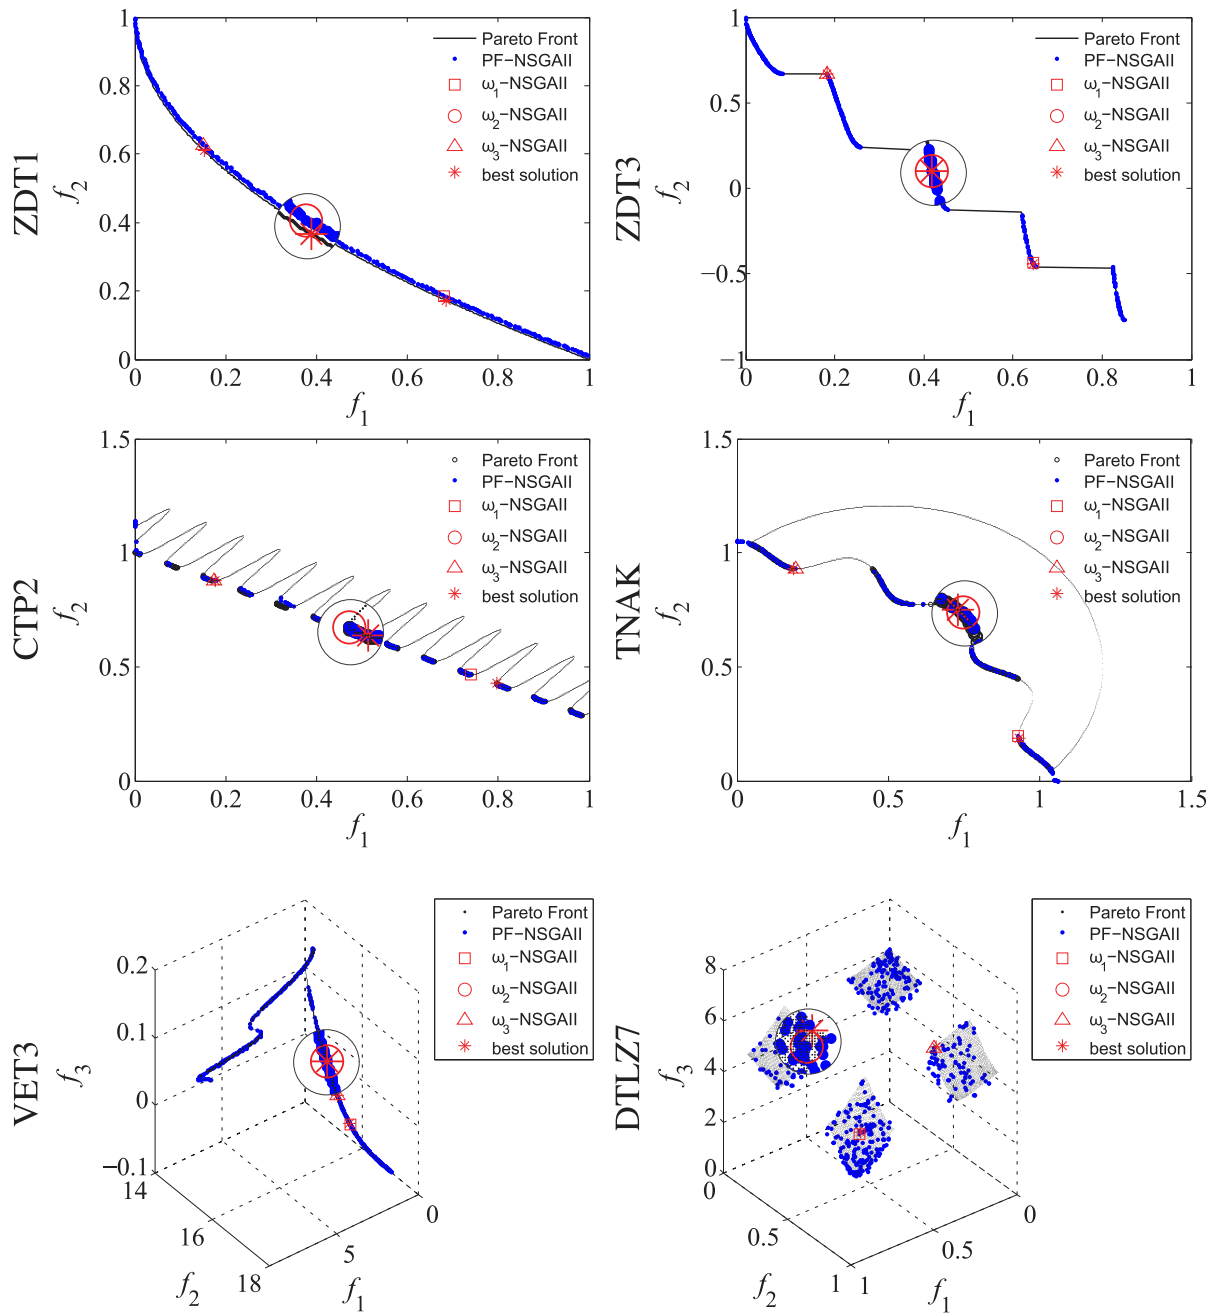 ZDT1
f2
1
0.8
0.6
0.4
0.2
0
0 0.2 0.4 0.6 0.8 1
f1
Pareto Front
PF−NSGAII
ω1−NSGAII
ω2−NSGAII
ω3−NSGAII
best solution
ZDT3
f2
1
0.5
0
−0.5
−1
0 0.2 0.4 0.6 0.8 1
f1
Pareto Front
PF−NSGAII
ω1−NSGAII
ω2−NSGAII
ω3−NSGAII
best solution
CTP2
f2
1.5
1
0.5
0
0 0.2 0.4 0.6 0.8 1
f1
Pareto Front
PF−NSGAII
ω1−NSGAII
ω2−NSGAII
ω3−NSGAII
best solution
TNAK
f2
1.5
1
0.5
0
0 0.5 1 1.5
f1
Pareto Front
PF−NSGAII
ω1−NSGAII
ω2−NSGAII
ω3−NSGAII
best solution
VET3
f3
0.2
0.1
0
−0.1
14
16
18
f2
5
0
f1
Pareto Front
PF−NSGAII
ω1−NSGAII
ω2−NSGAII
ω3−NSGAII
best solution
DTLZ7
f3
8
6
4
2
0
0
0.5
1
f2
1
0.5
0
f1
Pareto Front
PF−NSGAII
ω1−NSGAII
ω2−NSGAII
ω3−NSGAII
best solution